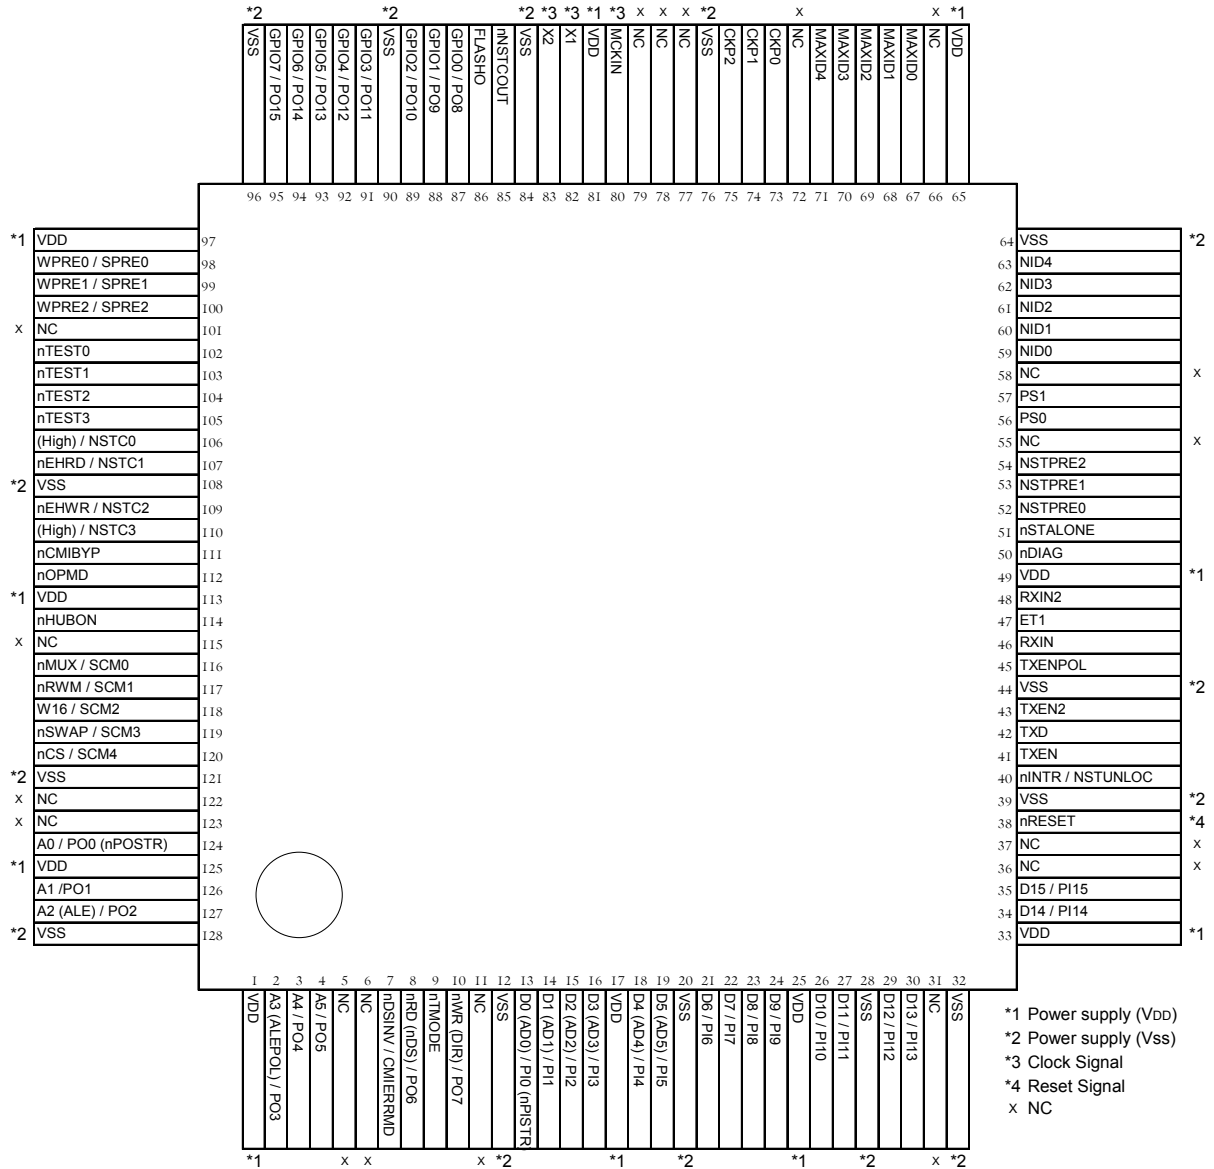 *2 *2 *2 *3 *3 *1 *3 x x x *2 x x *1
VSS
GPIO7 / PO15
GPIO6 / PO14
GPIO5 / PO13
GPIO4 / PO12
GPIO3 / PO11
VSS
GPIO2 / PO10
GPIO1 / PO9
GPIO0 / PO8
FLASHO
nNSTCOUT
VSS
X2
X1
VDD
MCKIN
NC
NC
NC
VSS
CKP2
CKP1
CKP0
NC
MAXID4
MAXID3
MAXID2
MAXID1
MAXID0
NC
VDD
96 95 94 93 92 91 90 89 88 87 86 85 84 83 82 81 80 79 78 77 76 75 74 73 72 71 70 69 68 67 66 65
*1 VDD 97
WPRE0 / SPRE0 98
WPRE1 / SPRE1 99
WPRE2 / SPRE2 100
x NC 101
nTEST0 102
nTEST1 103
nTEST2 104
nTEST3 105
(High) / NSTC0 106
nEHRD / NSTC1 107
*2 VSS 108
nEHWR / NSTC2 109
(High) / NSTC3 110
nCMIBYP 111
nOPMD 112
*1 VDD 113
nHUBON 114
x NC 115
nMUX / SCM0 116
nRWM / SCM1 117
W16 / SCM2 118
nSWAP / SCM3 119
nCS / SCM4 120
*2 VSS 121
x NC 122
x NC 123
A0 / PO0 (nPOSTR) 124
*1 VDD 125
A1 /PO1 126
A2 (ALE) / PO2 127
*2 VSS 128
64 VSS *2
63 NID4
62 NID3
61 NID2
60 NID1
59 NID0
58 NC x
57 PS1
56 PS0
55 NC x
54 NSTPRE2
53 NSTPRE1
52 NSTPRE0
51 nSTALONE
50 nDIAG
49 VDD *1
48 RXIN2
47 ET1
46 RXIN
45 TXENPOL
44 VSS *2
43 TXEN2
42 TXD
41 TXEN
40 nINTR / NSTUNLOC
39 VSS *2
38 nRESET *4
37 NC x
36 NC x
35 D15 / PI15
34 D14 / PI14
33 VDD *1
1 2 3 4 5 6 7 8 9 10 11 12 13 14 15 16 17 18 19 20 21 22 23 24 25 26 27 28 29 30 31 32
VDD
A3 (ALEPOL) / PO3
A4 / PO4
A5 / PO5
NC
NC
nDSINV / CMIERRMD
nRD (nDS) / PO6
nTMODE
nWR (DIR) / PO7
NC
VSS
D0 (AD0) / PI0 (nPISTR)
D1 (AD1) / PI1
D2 (AD2) / PI2
D3 (AD3) / PI3
VDD
D4 (AD4) / PI4
D5 (AD5) / PI5
VSS
D6 / PI6
D7 / PI7
D8 / PI8
D9 / PI9
VDD
D10 / PI10
D11 / PI11
VSS
D12 / PI12
D13 / PI13
NC
VSS
*1 x x x *2 *1 *2 *1 *2 x *2
*1 Power supply (VDD)
*2 Power supply (Vss)
*3 Clock Signal
*4 Reset Signal
x NC